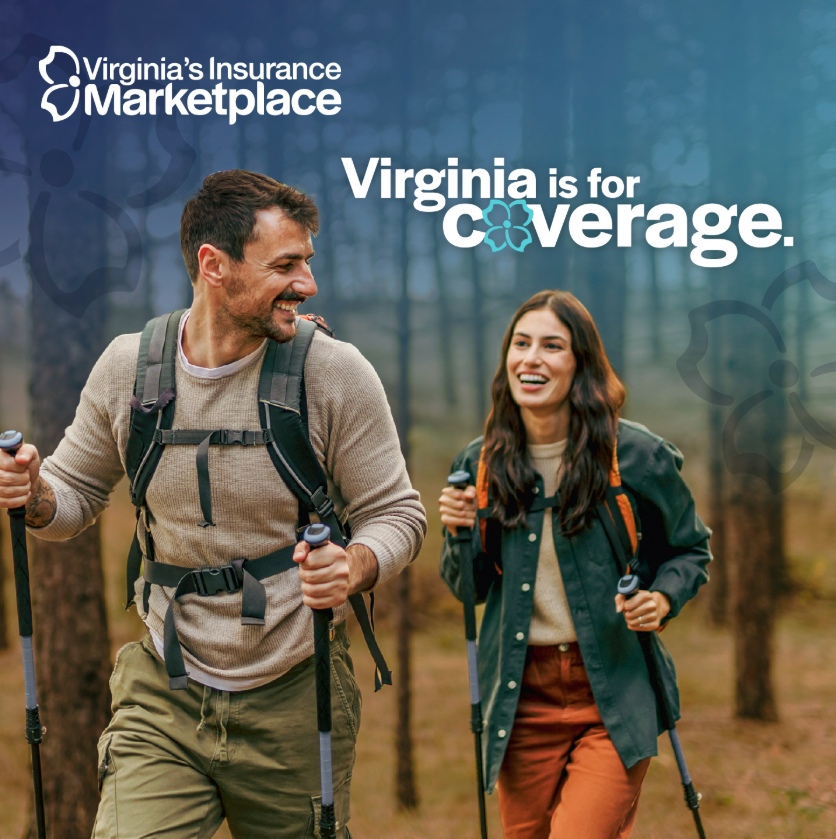 Virginia's Insurance
Marketplace
Virginia is for
coverage.